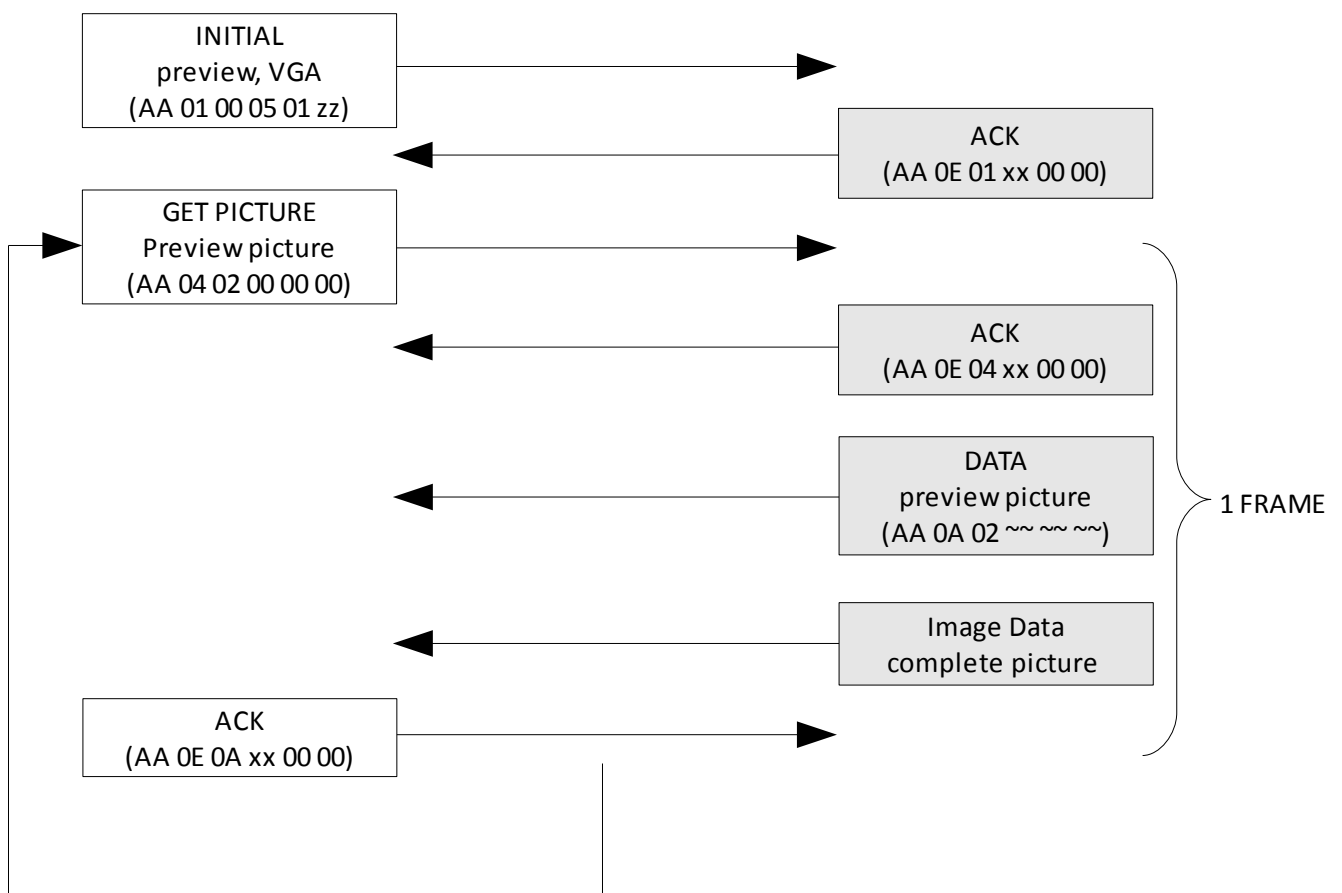 INITIAL
preview, VGA
(AA 01 00 05 01 zz)
ACK
(AA 0E 01 xx 00 00)
GET PICTURE
Preview picture
(AA 04 02 00 00 00)
ACK
(AA 0E 04 xx 00 00)
DATA
preview picture
(AA 0A 02 ~~ ~~ ~~)
1 FRAME
Image Data
complete picture
ACK
(AA 0E 0A xx 00 00)